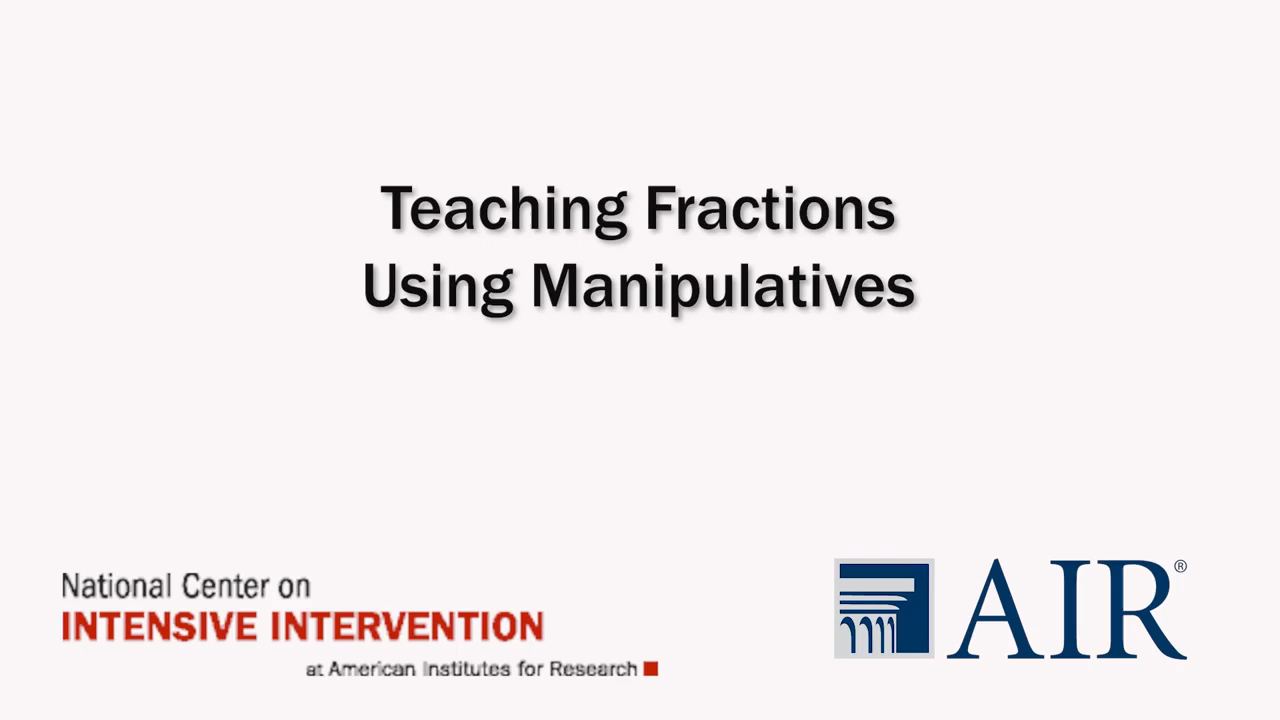 Teaching Fractions
Using Manipulatives
National Center on
INTENSIVE INTERVENTION
at American Institutes for Research
AIR®